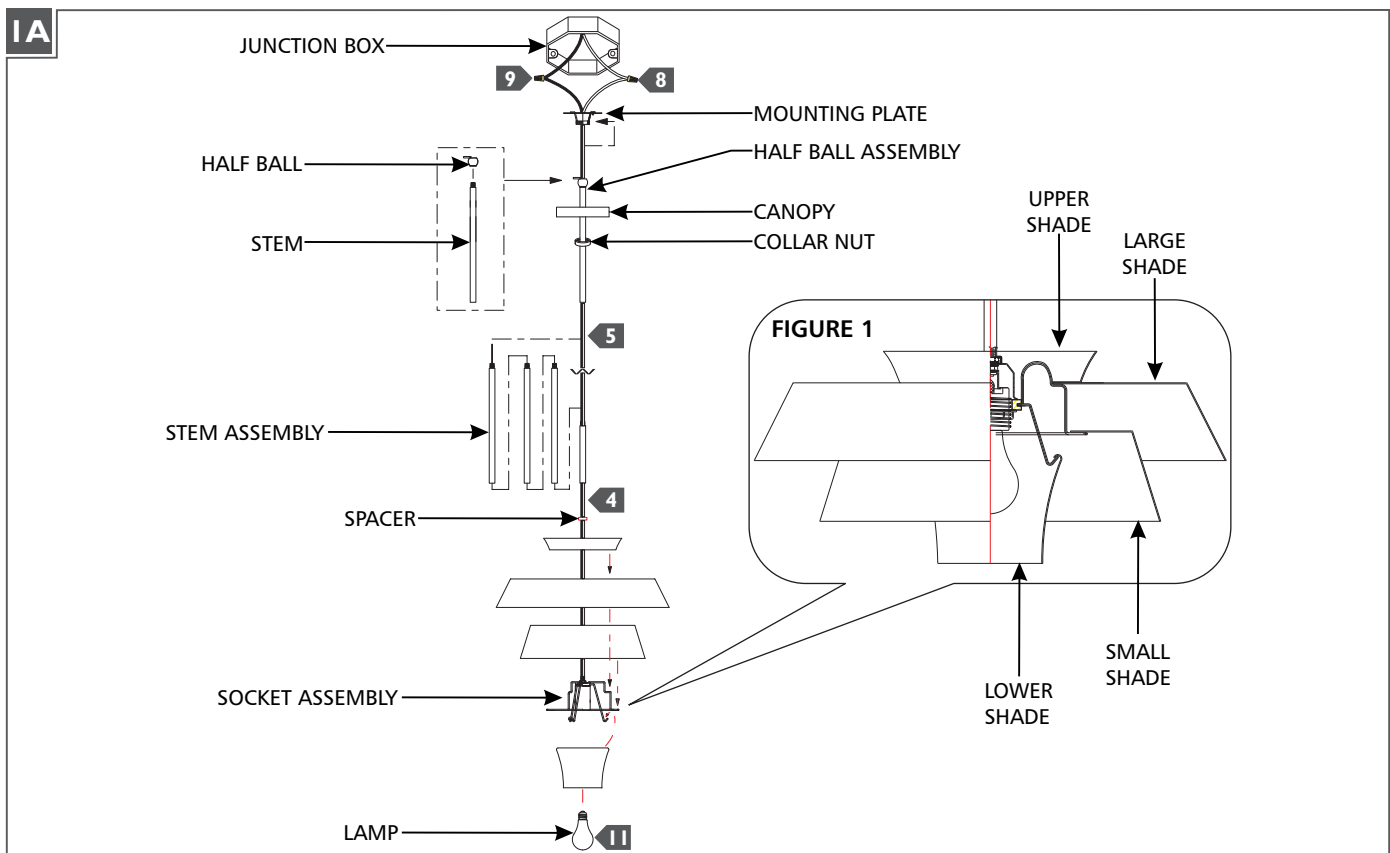 1A
JUNCTION BOX
9
8
MOUNTING PLATE
HALF BALL
HALF BALL ASSEMBLY
CANOPY
STEM
COLLAR NUT
UPPER
SHADE
LARGE
SHADE
FIGURE 1
5
STEM ASSEMBLY
4
SPACER
SMALL
SHADE
SOCKET ASSEMBLY
LOWER
SHADE
LAMP
11